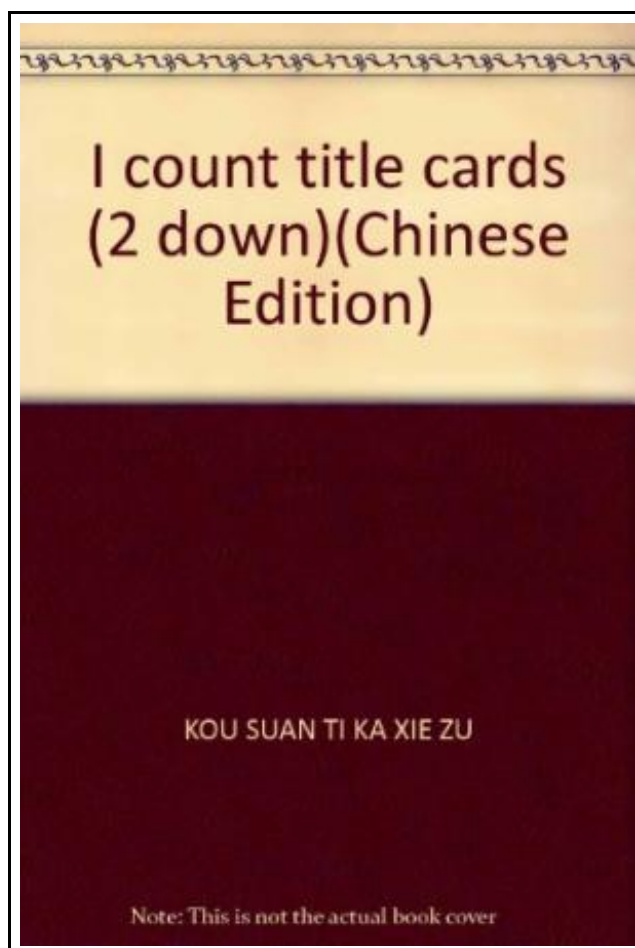 I count title cards
(2 down)(Chinese
Edition)
KOU SUAN TI KA XIE ZU
Note: This is not the actual book cover